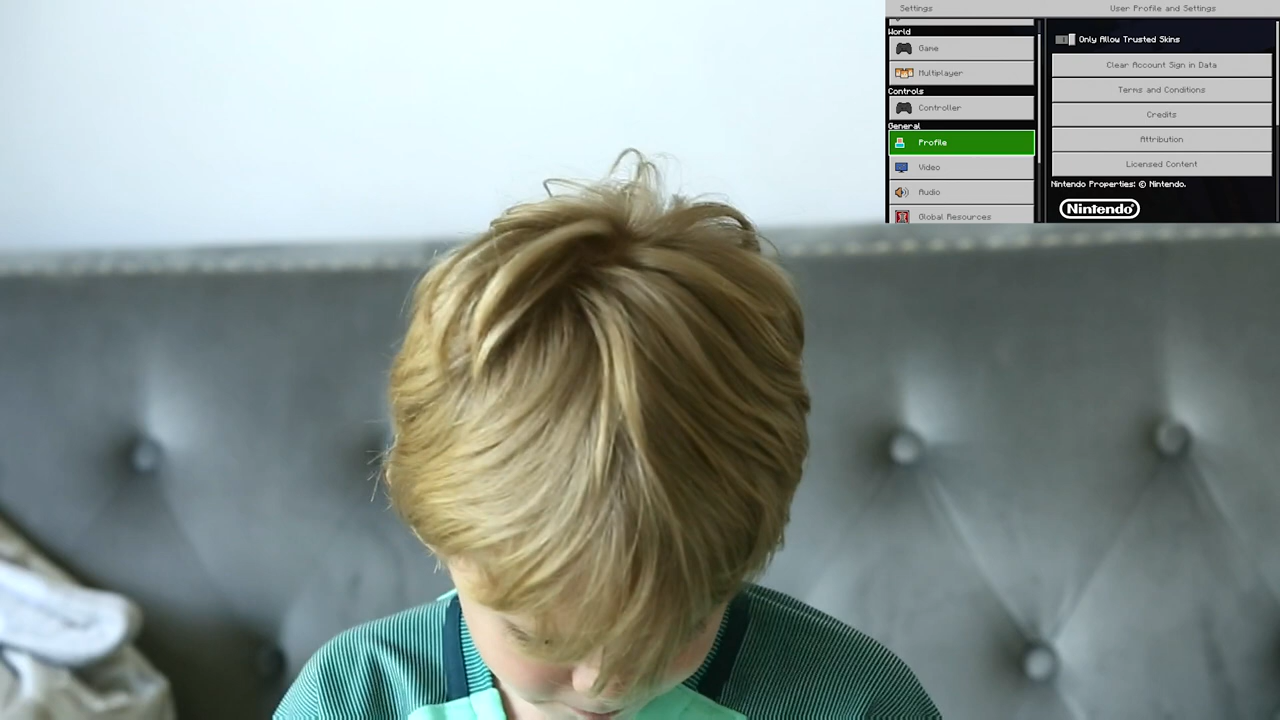 Settings
User Profile and Settings
World
Game
Multiplayer
Controls
Controller
General
Profile
Video
Audio
Global Resources
Only Allow Trusted Skins
Clear Account Sign in Data
Terms and Conditions
Credits
Attribution
Licensed Content
Nintendo Properties: © Nintendo.
Nintendo